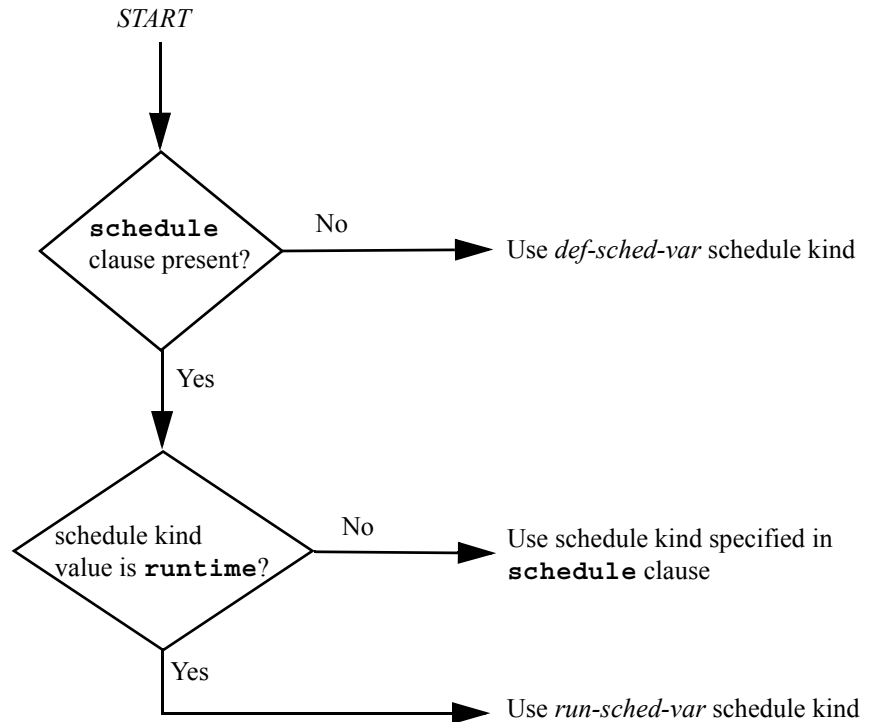 START
schedule
clause present?
No
Use def-sched-var schedule kind
Yes
schedule kind
value is runtime?
No
Use schedule kind specified in
schedule clause
Yes
Use run-sched-var schedule kind